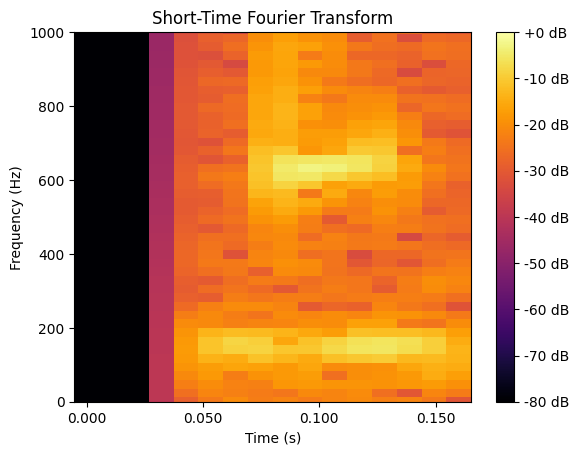 Short-Time Fourier Transform
1000
800
600
400
200
0
Frequency (Hz)
0.000
0.050
0.100
0.150
Time (s)
+0 dB
-10 dB
-20 dB
-30 dB
-40 dB
-50 dB
-60 dB
-70 dB
-80 dB